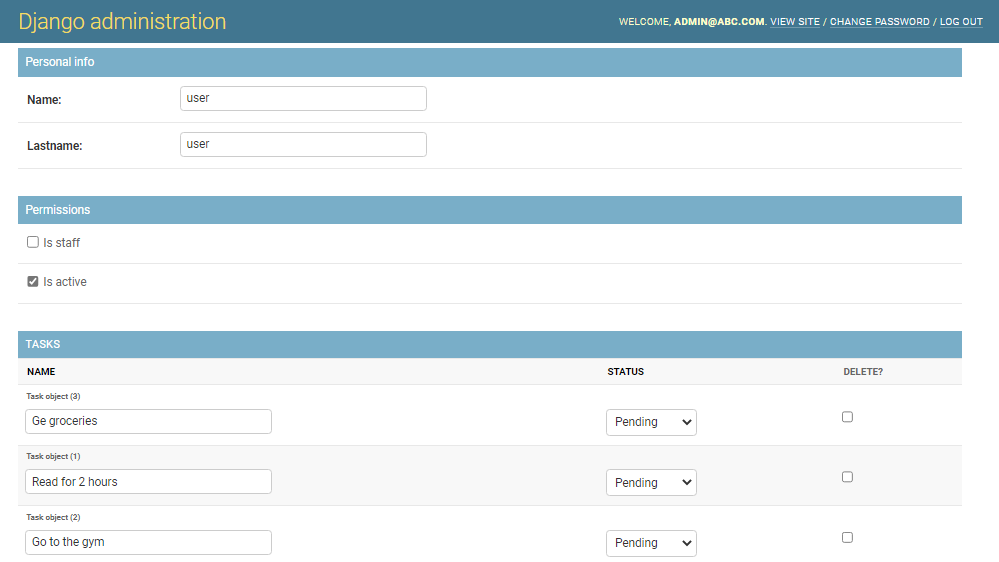 Django administration
WELCOME, ADMIN@ABC.COM. VIEW SITE / CHANGE PASSWORD / LOG OUT
Personal info
Name: user
Lastname: user
Permissions
Is staff
Is active
TASKS
NAME STATUS DELETE?
Task object (3)
Ge groceries Pending
Task object (1)
Read for 2 hours Pending
Task object (2)
Go to the gym Pending